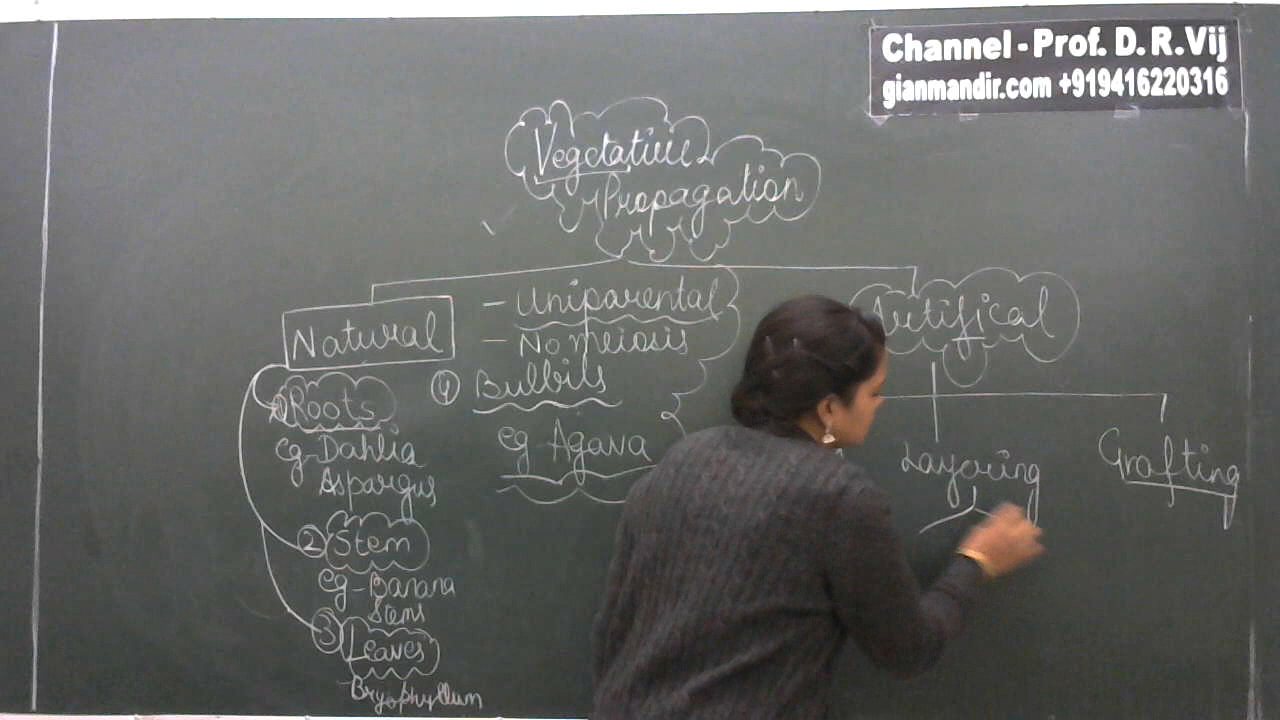 Channel - Prof. D. R. Vij
gianmandir.com +919416220316
Vegetative
Propagation
Natural
- Uniparental
- No meiosis
Artifical
① Roots
eg - Dahlia
Aspargus
② Stem
eg - Banana
Stems
③ Leaves
Bryophyllum
④ Bulbils
eg Agava
Layering
Grafting